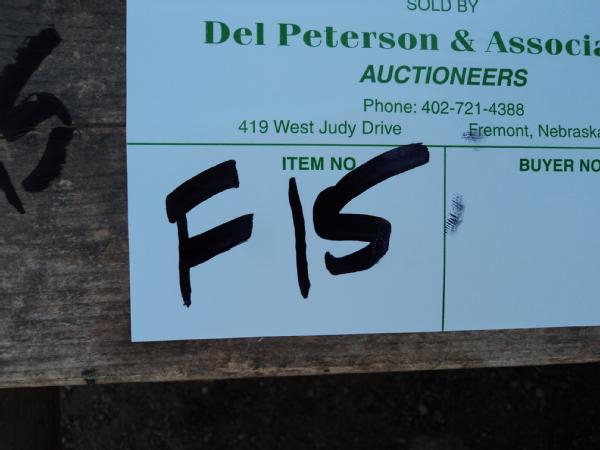 SOLD BY
Del Peterson & Associa
AUCTIONEERS
Phone: 402-721-4388
419 West Judy Drive Fremont, Nebraska
ITEM NO. BUYER NO
F15